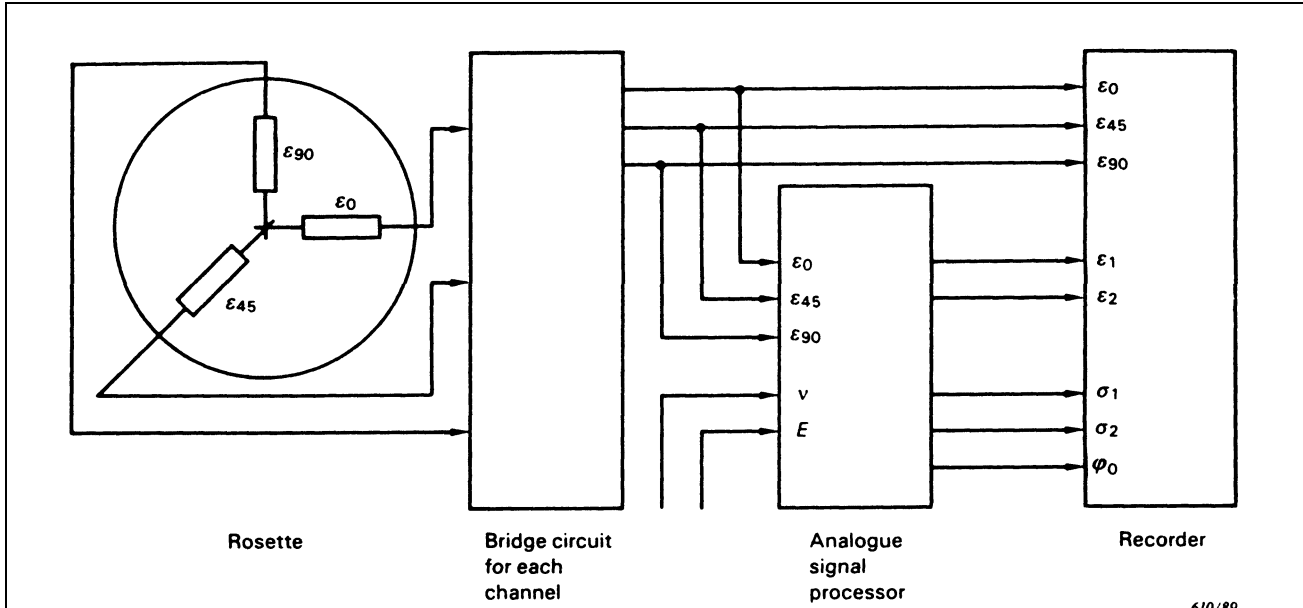 ε90
ε0
ε45
ε0
ε45
ε90
ε0
ε45
ε90
ν
E
ε1
ε2
σ1
σ2
φ0
Rosette
Bridge circuit
for each
channel
Analogue
signal
processor
Recorder